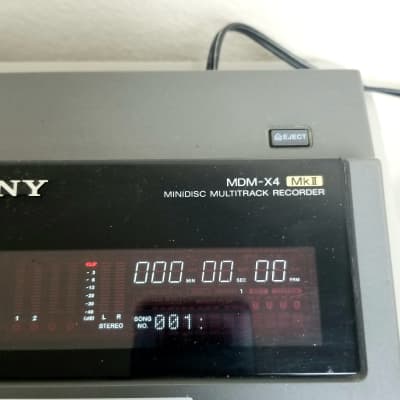 EJECT
NY
MDM-X4 MkII
MINIDISC MULTITRACK RECORDER
000 MIN 00 SEC 00 FRM
1
1 2
L R
STEREO
SONG NO. 001: